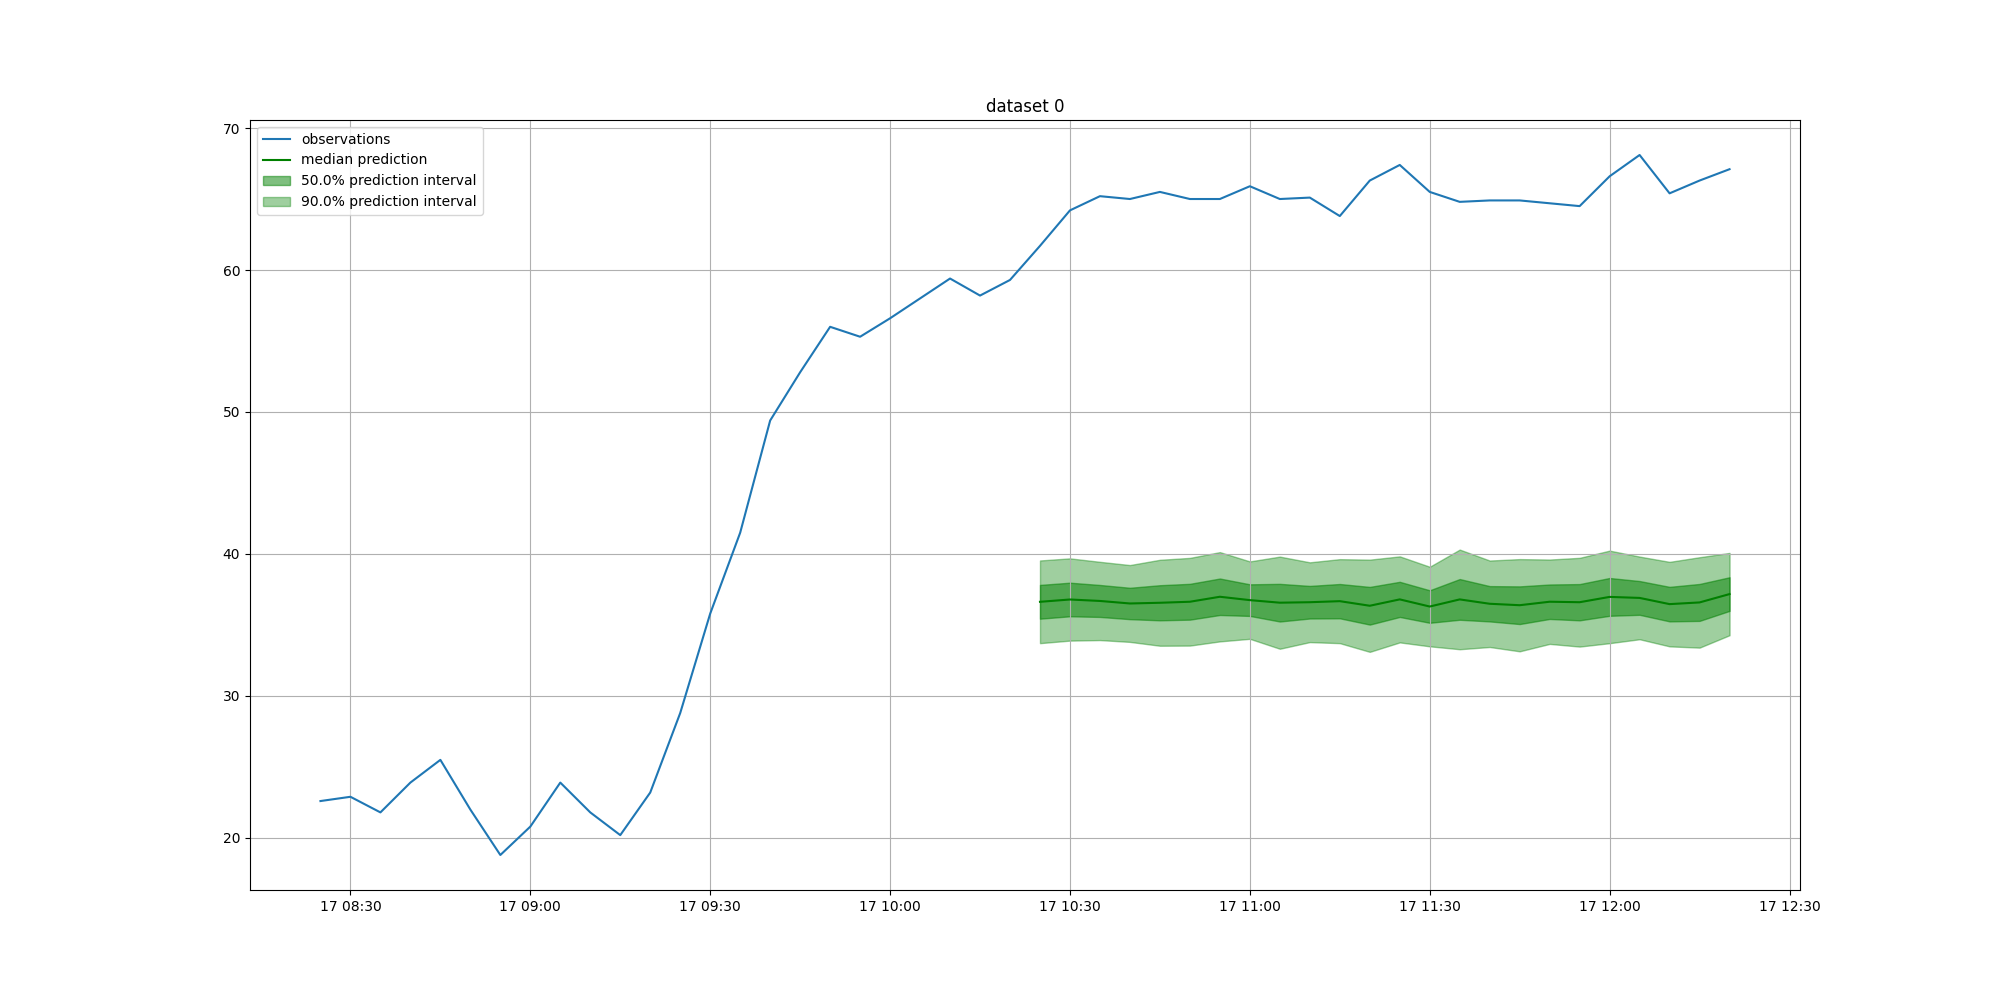 dataset 0
observations
median prediction
50.0% prediction interval
90.0% prediction interval
70
60
50
40
30
20
17 08:30 17 09:00 17 09:30 17 10:00 17 10:30 17 11:00 17 11:30 17 12:00 17 12:30